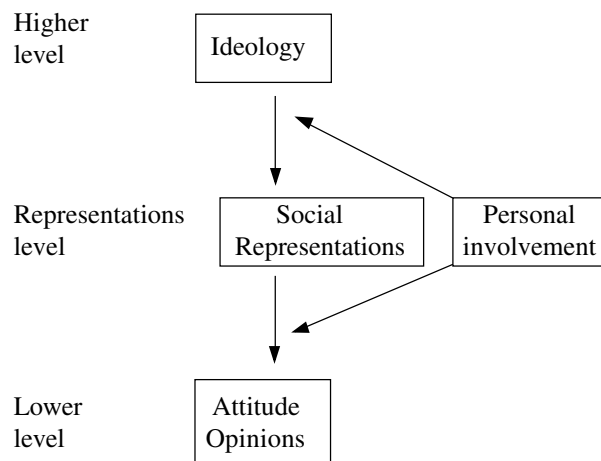 Higher
level
Ideology
Representations
level
Social
Representations
Personal
involvement
Lower
level
Attitude
Opinions